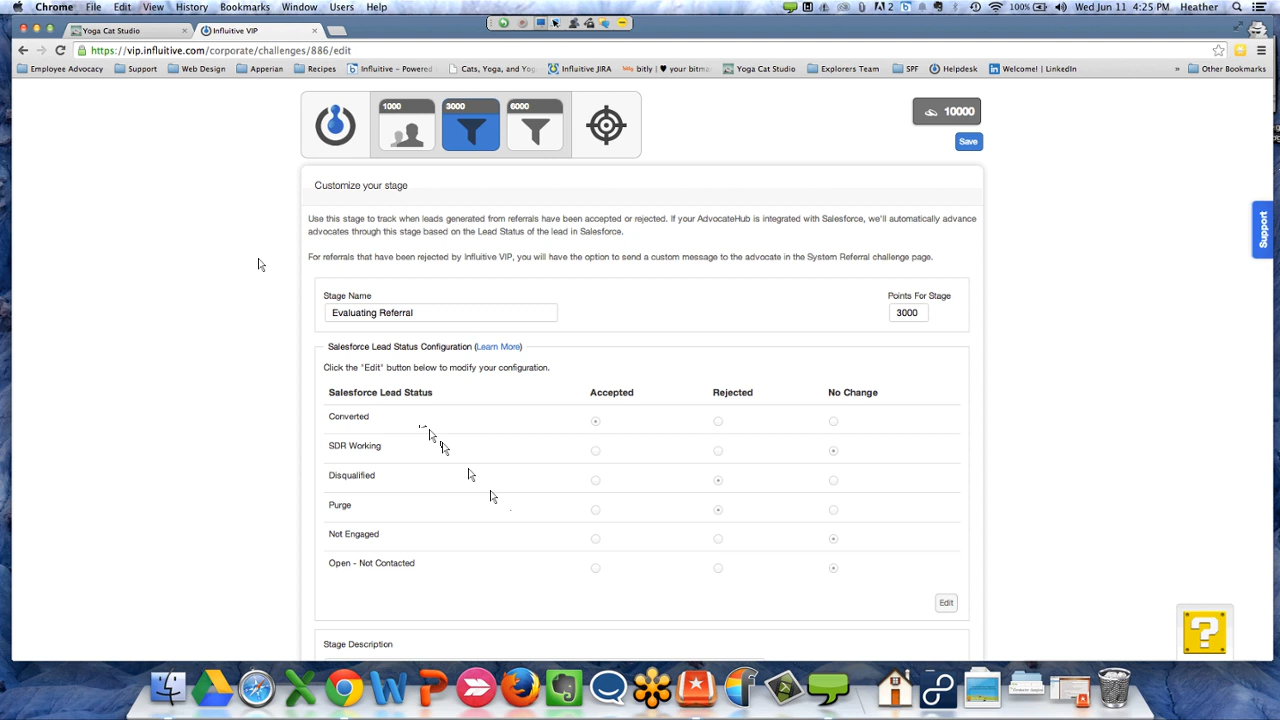 Chrome File Edit View History Bookmarks Window Users Help 2 100% Wed Jun 11 4:25 PM Heather
Yoga Cat Studio Influitive VIP
https://vip.influitive.com/corporate/challenges/886/edit
Employee Advocacy Support Web Design Apperian Recipes Influitive – Powered Cats, Yoga, and Yog Influitive JIRA bitly | your bitmar Yoga Cat Studio Explorers Team SPF Helpdesk Welcome! | LinkedIn » Other Bookmarks
1000 3000 6000 10000
Save
Customize your stage
Use this stage to track when leads generated from referrals have been accepted or rejected. If your AdvocateHub is integrated with Salesforce, we'll automatically advance
advocates through this stage based on the Lead Status of the lead in Salesforce.
For referrals that have been rejected by Influitive VIP, you will have the option to send a custom message to the advocate in the System Referral challenge page.
Support
Stage Name Points For Stage
Evaluating Referral 3000
Salesforce Lead Status Configuration (Learn More)
Click the "Edit" button below to modify your configuration.
Salesforce Lead Status Accepted Rejected No Change
Converted
SDR Working
Disqualified
Purge
Not Engaged
Open - Not Contacted
Edit
Stage Description